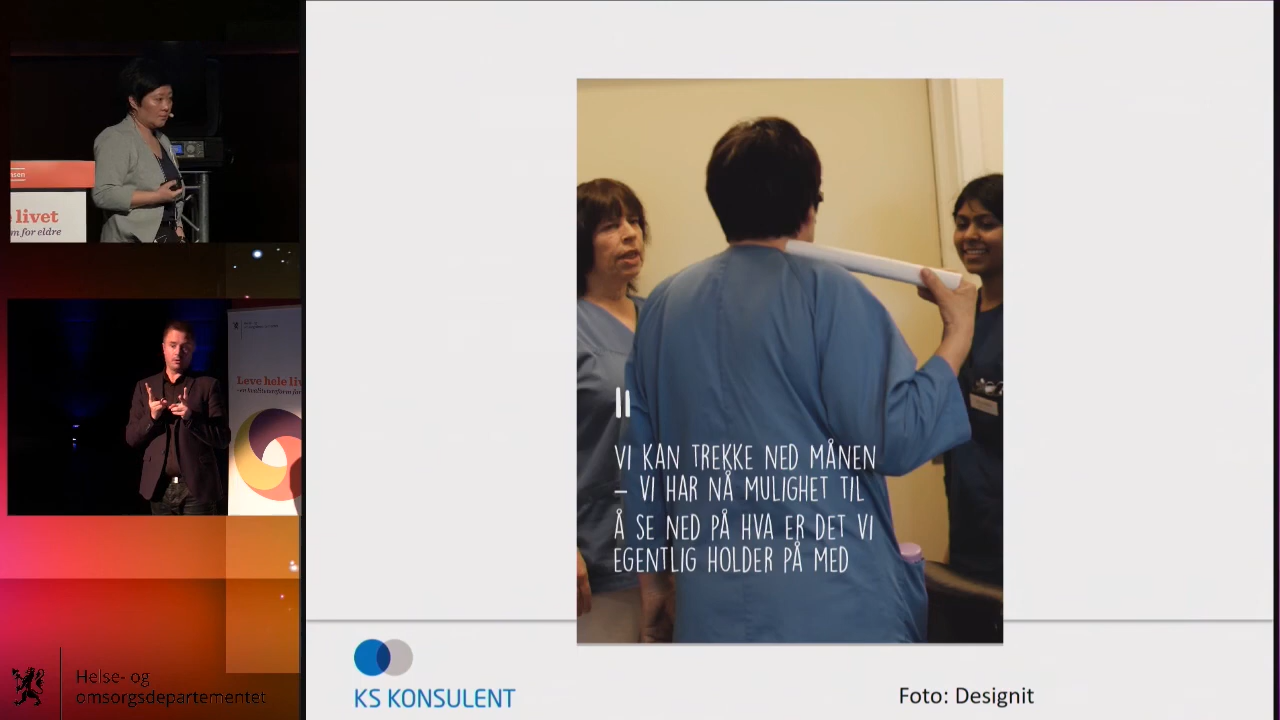 nsen
e livet
m for eldre
Leve hele liv
Helse- og
omsorgsdepartementet
"
VI KAN TREKKE NED MÅNEN
– VI HAR NÅ MULIGHET TIL
Å SE NED PÅ HVA ER DET VI
EGENTLIG HOLDER PÅ MED
KS KONSULENT
Foto: Designit